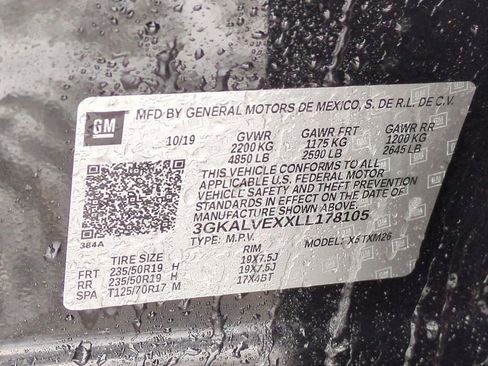 GM
MFD BY GENERAL MOTORS DE MEXICO, S. DE R.L. DE C.V.
10/19 GVWR GAWR FRT GAWR RR
2200 KG 1175 KG 1200 KG
4850 LB 2590 LB 2645 LB
THIS VEHICLE CONFORMS TO ALL
APPLICABLE U.S. FEDERAL MOTOR
VEHICLE SAFETY AND THEFT PREVENTION
STANDARDS IN EFFECT ON THE DATE OF
MANUFACTURE SHOWN ABOVE.
3GKALVEXXLL178105
384A TYPE: M.P.V. MODEL: X5TXM26
TIRE SIZE RIM
FRT 235/50R19 H 19X7.5J
RR 235/50R19 H 19X7.5J
SPA T125/70R17 M 17X4BT